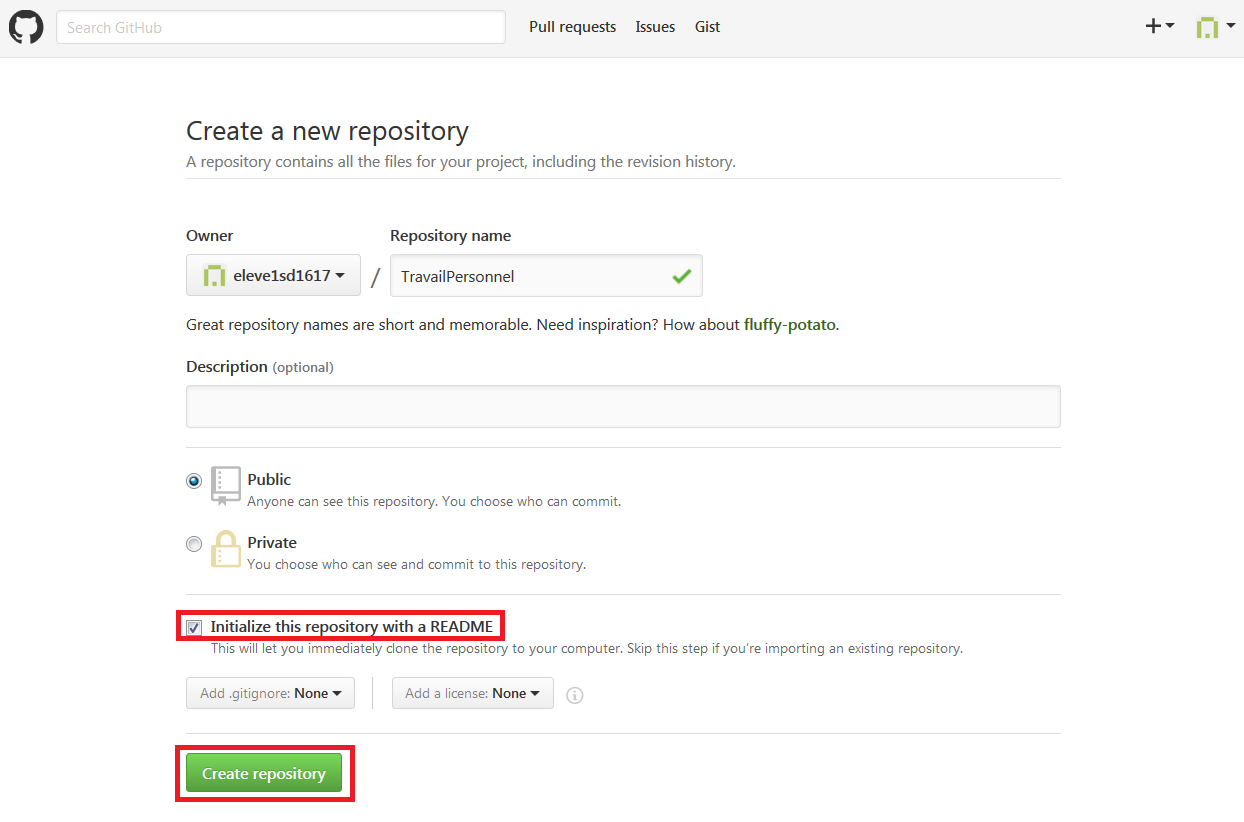 Search GitHub Pull requests Issues Gist
Create a new repository
A repository contains all the files for your project, including the revision history.
Owner Repository name
eleve1sd1617 / TravailPersonnel
Great repository names are short and memorable. Need inspiration? How about fluffy-potato.
Description (optional)
Public
Anyone can see this repository. You choose who can commit.
Private
You choose who can see and commit to this repository.
Initialize this repository with a README
This will let you immediately clone the repository to your computer. Skip this step if you're importing an existing repository.
Add .gitignore: None Add a license: None
Create repository